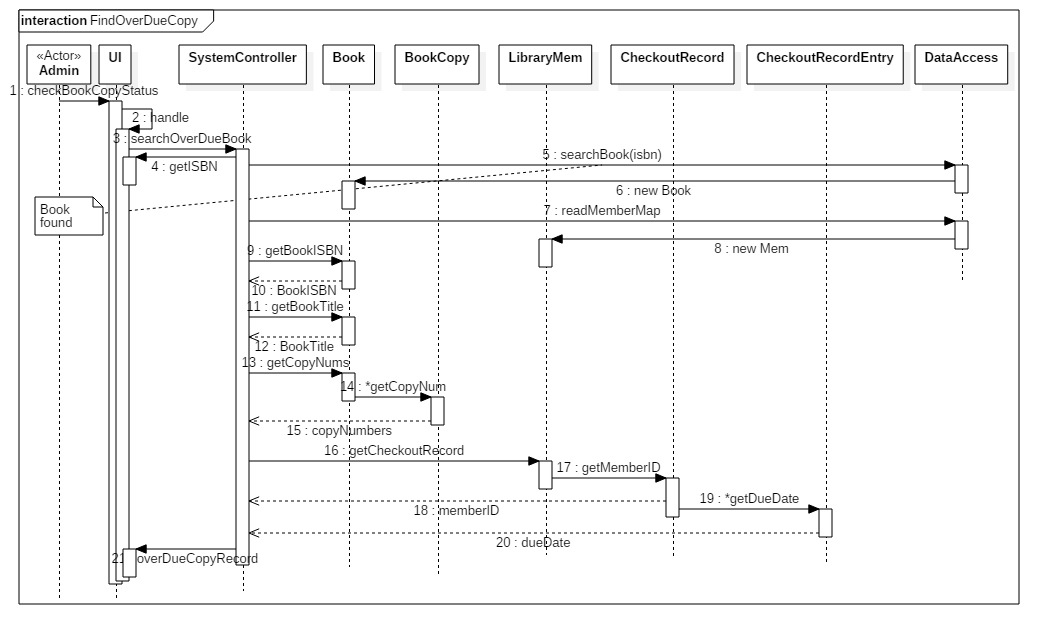 interaction FindOverDueCopy
«Actor»
Admin
UI
SystemController
Book
BookCopy
LibraryMem
CheckoutRecord
CheckoutRecordEntry
DataAccess
1 : checkBookCopyStatus
2 : handle
3 : searchOverDueBook
4 : getISBN
5 : searchBook(isbn)
6 : new Book
Book
found
7 : readMemberMap
8 : new Mem
9 : getBookISBN
10 : BookISBN
11 : getBookTitle
12 : BookTitle
13 : getCopyNums
14 : *getCopyNum
15 : copyNumbers
16 : getCheckoutRecord
17 : getMemberID
18 : memberID
19 : *getDueDate
20 : dueDate
21 : overDueCopyRecord